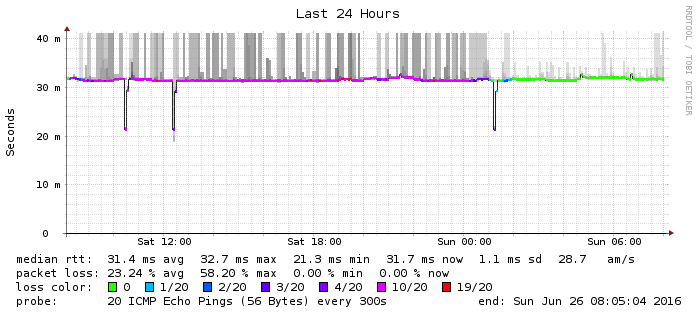 Last 24 Hours
RRDTOOL / TOBI OETIKER
Seconds
40 m
30 m
20 m
10 m
0
Sat 12:00 Sat 18:00 Sun 00:00 Sun 06:00
median rtt: 31.4 ms avg 32.7 ms max 21.3 ms min 31.7 ms now 1.1 ms sd 28.7 am/s
packet loss: 23.24 % avg 58.20 % max 0.00 % min 0.00 % now
loss color: 0 1/20 2/20 3/20 4/20 10/20 19/20
probe: 20 ICMP Echo Pings (56 Bytes) every 300s end: Sun Jun 26 08:05:04 2016